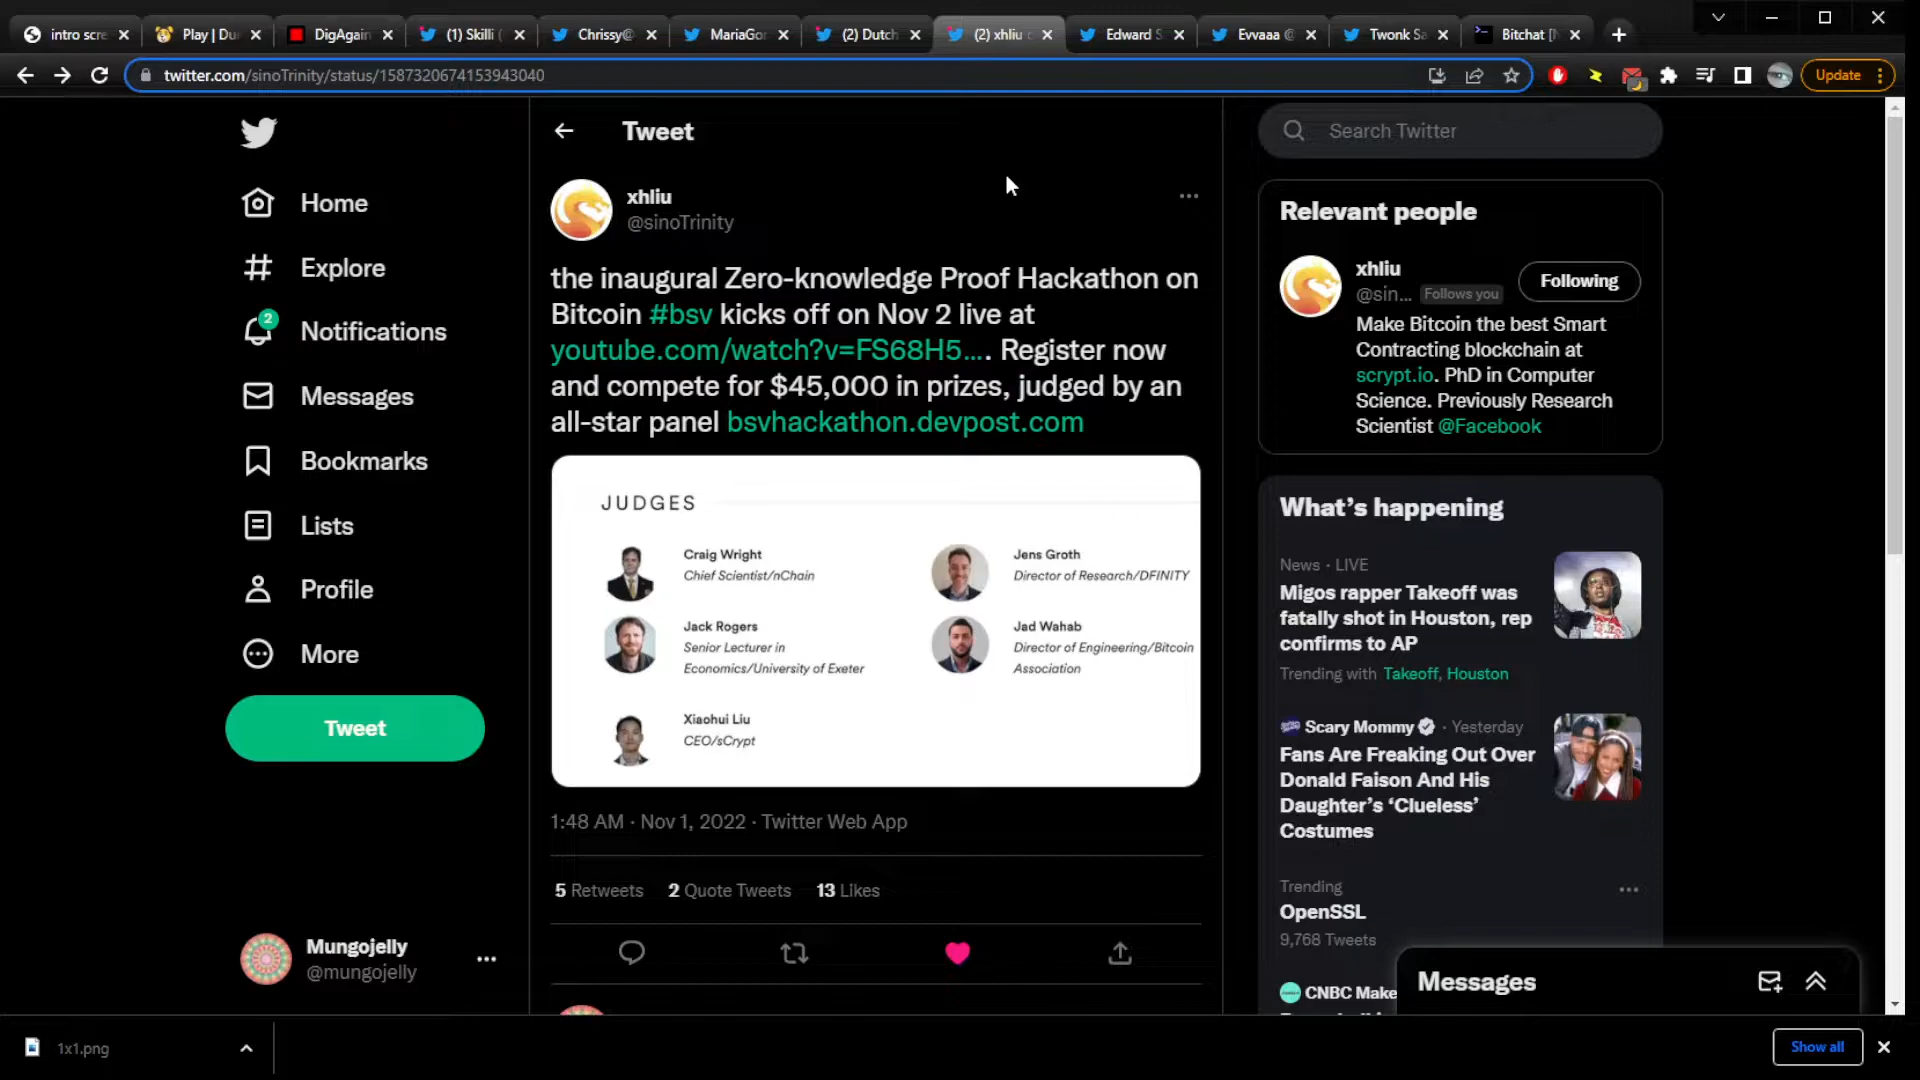 intro scre
Play | Du
DigAgain
(1) Skilli (
Chrissy@
MariaGor
(2) Dutch
(2) xhliu
Edward S
Evvaaa @
Twonk Sa
Bitchat [
twitter.com/sinoTrinity/status/1587320674153943040
Update
Home
Explore
2
Notifications
Messages
Bookmarks
Lists
Profile
More
Tweet
Mungojelly
@mungojelly
Tweet
xhliu
@sinoTrinity
the inaugural Zero-knowledge Proof Hackathon on
Bitcoin #bsv kicks off on Nov 2 live at
youtube.com/watch?v=FS68H5.... Register now
and compete for $45,000 in prizes, judged by an
all-star panel bsvhackathon.devpost.com
JUDGES
Craig Wright
Chief Scientist/nChain
Jens Groth
Director of Research/DFINITY
Jack Rogers
Senior Lecturer in
Economics/University of Exeter
Jad Wahab
Director of Engineering/Bitcoin
Association
Xiaohui Liu
CEO/sCrypt
1:48 AM · Nov 1, 2022 · Twitter Web App
5 Retweets 2 Quote Tweets 13 Likes
Search Twitter
Relevant people
xhliu
@sin... Follows you
Following
Make Bitcoin the best Smart
Contracting blockchain at
scrypt.io. PhD in Computer
Science. Previously Research
Scientist @Facebook
What's happening
News · LIVE
Migos rapper Takeoff was
fatally shot in Houston, rep
confirms to AP
Trending with Takeoff, Houston
Scary Mommy · Yesterday
Fans Are Freaking Out Over
Donald Faison And His
Daughter's 'Clueless'
Costumes
Trending
OpenSSL
9,768 Tweets
CNBC Make
Messages
1x1.png
Show all